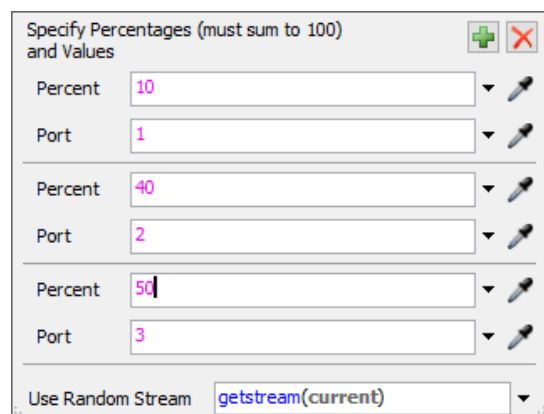 Specify Percentages (must sum to 100)
and Values
Percent 10
Port 1
Percent 40
Port 2
Percent 50
Port 3
Use Random Stream getstream(current)